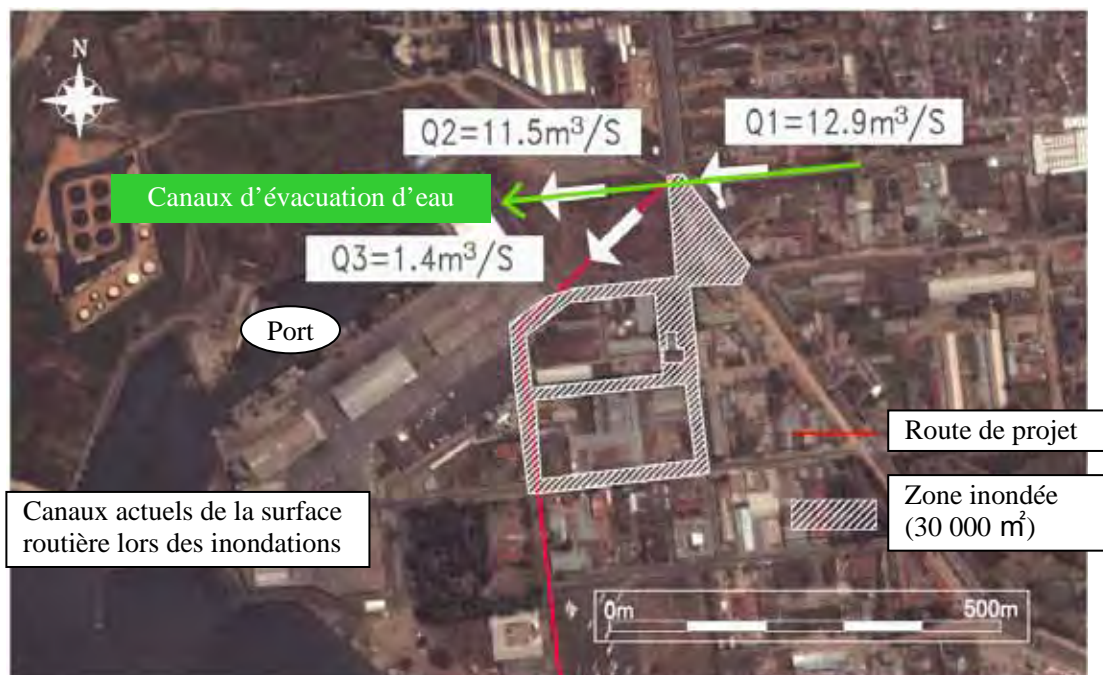 N
Q2=11.5m³/S
Q1=12.9m³/S
Canaux d'évacuation d'eau
Q3=1.4m³/S
Port
Route de projet
Zone inondée
(30 000 ㎡)
Canaux actuels de la surface
routière lors des inondations
0m
500m